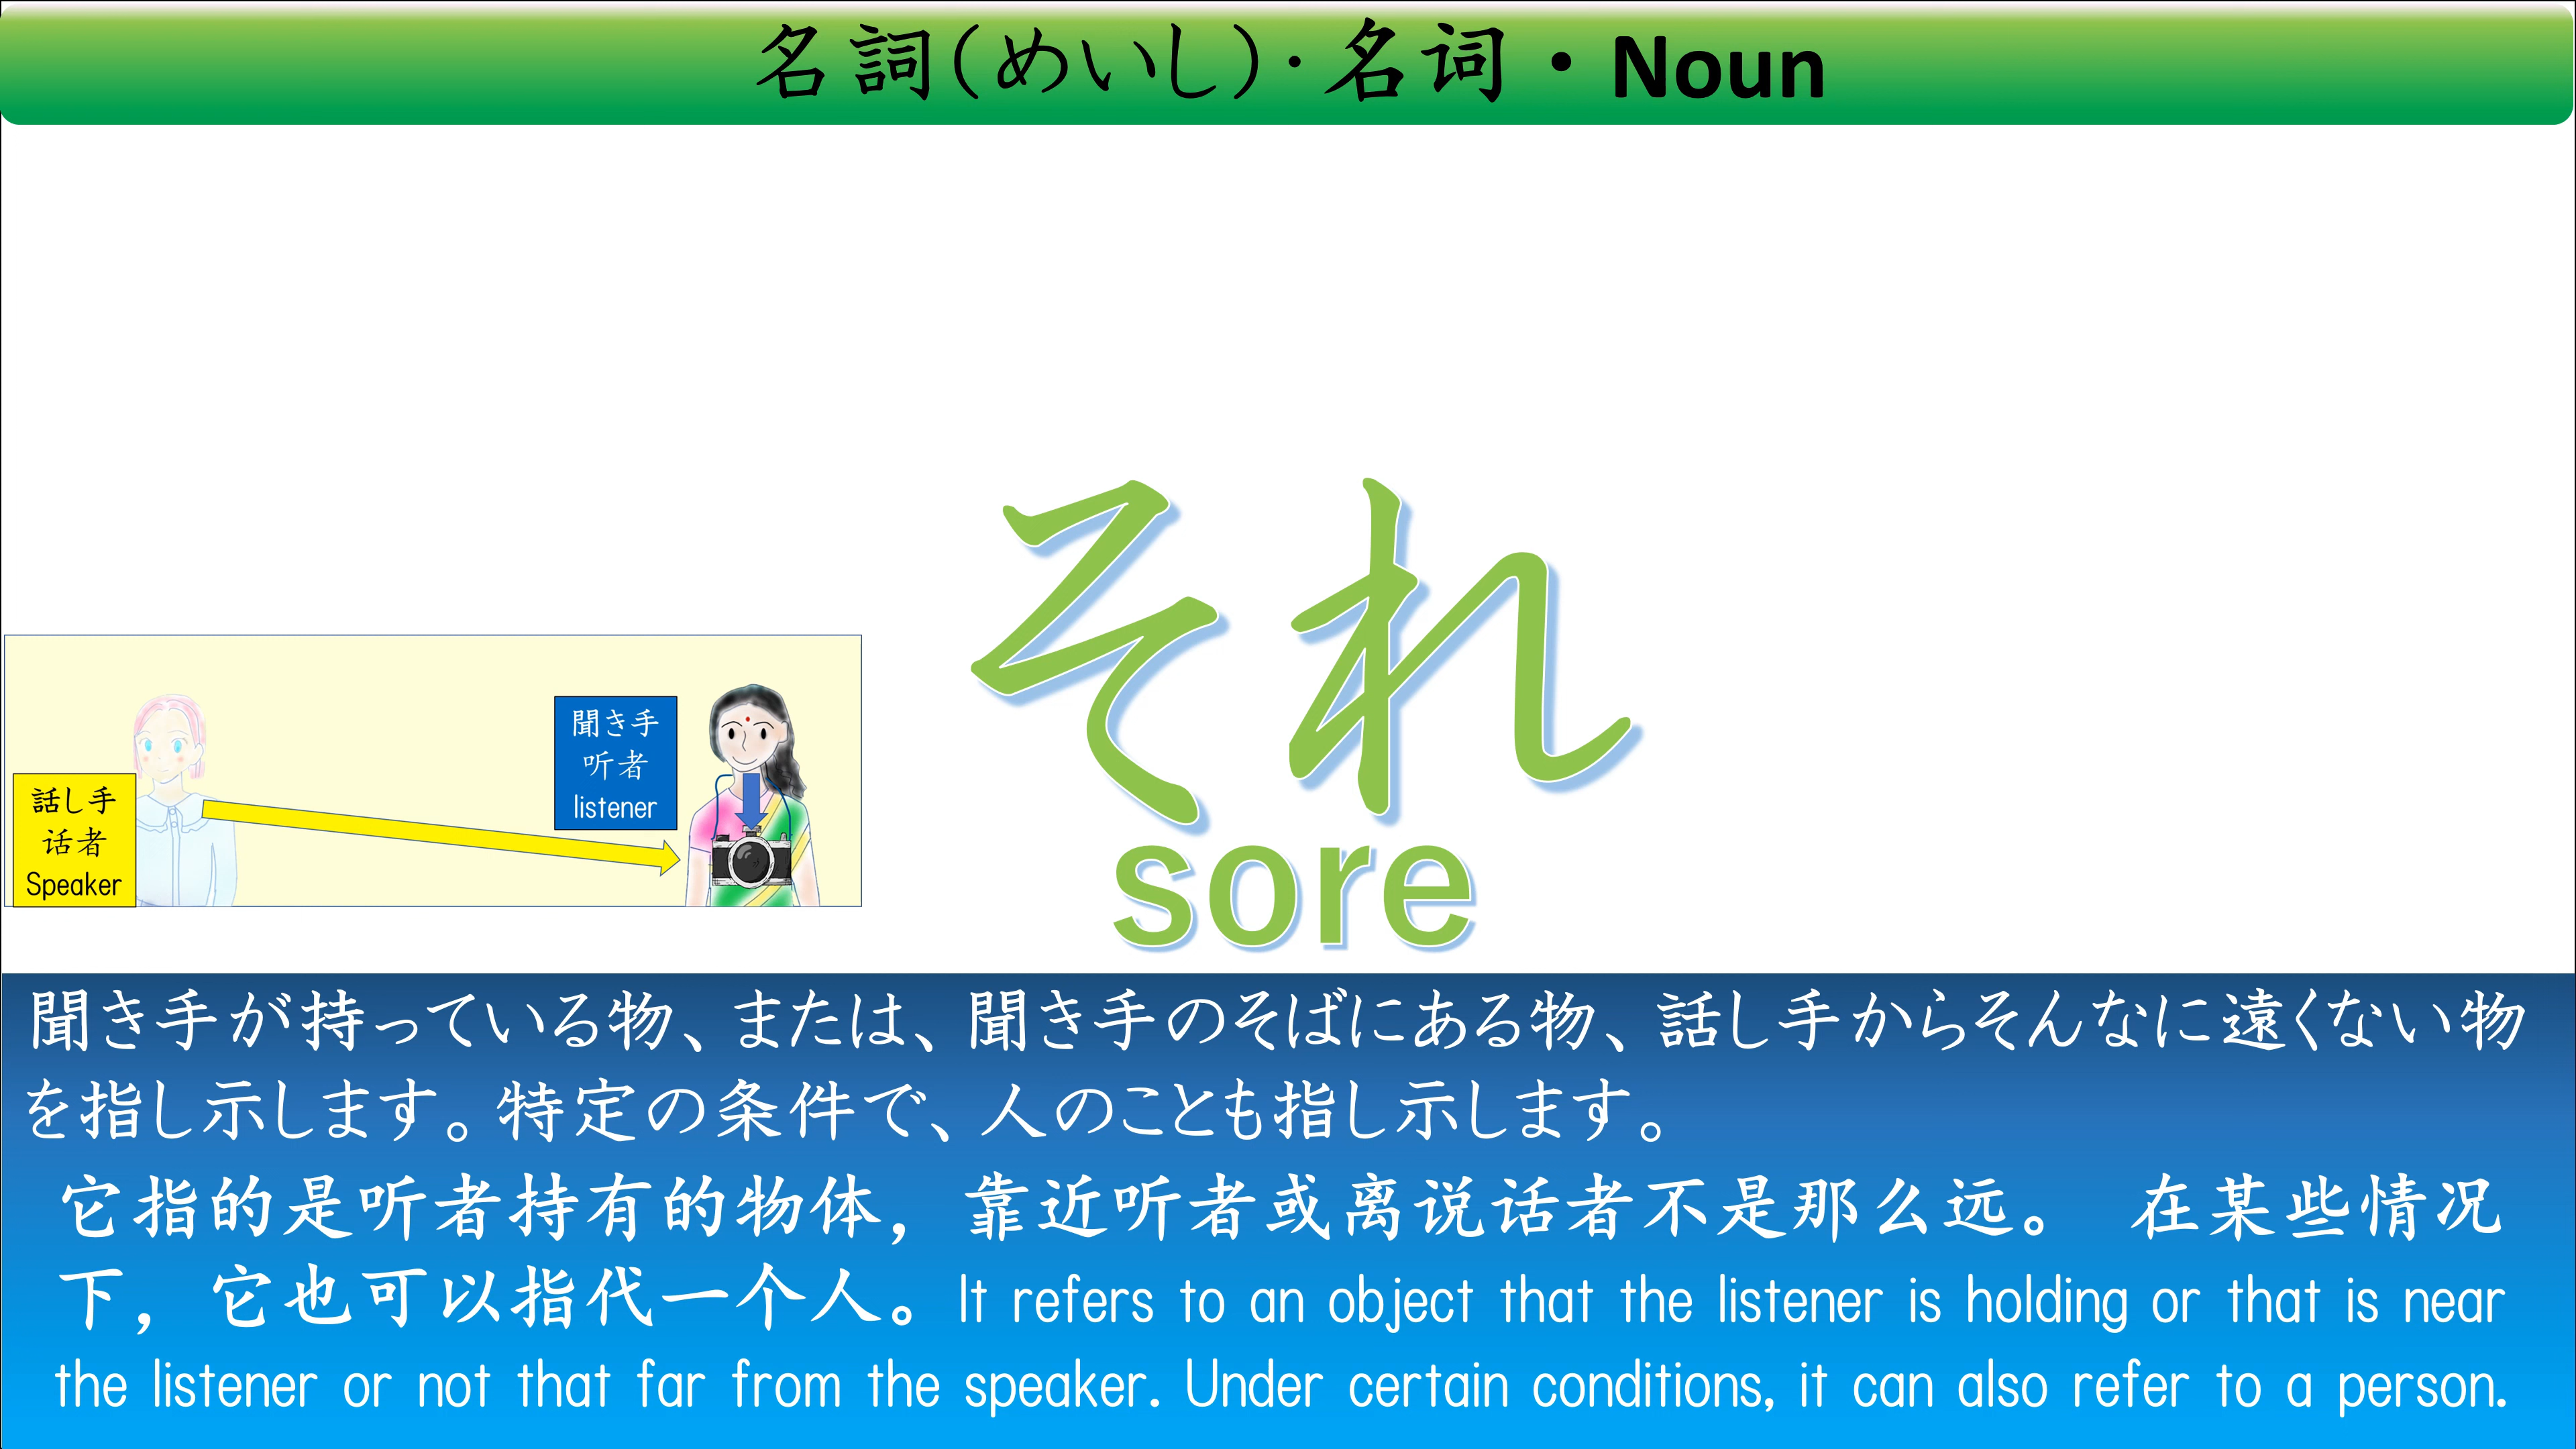 名詞(めいし)·名词・Noun
それ
sore
話し手
话者
Speaker
聞き手
听者
listener
聞き手が持っている物、または、聞き手のそばにある物、話し手からそんなに遠くない物
を指し示します。特定の条件で、人のことも指し示します。
它指的是听者持有的物体，靠近听者或离说话者不是那么远。 在某些情况
下，它也可以指代一个人。It refers to an object that the listener is holding or that is near
the listener or not that far from the speaker. Under certain conditions, it can also refer to a person.